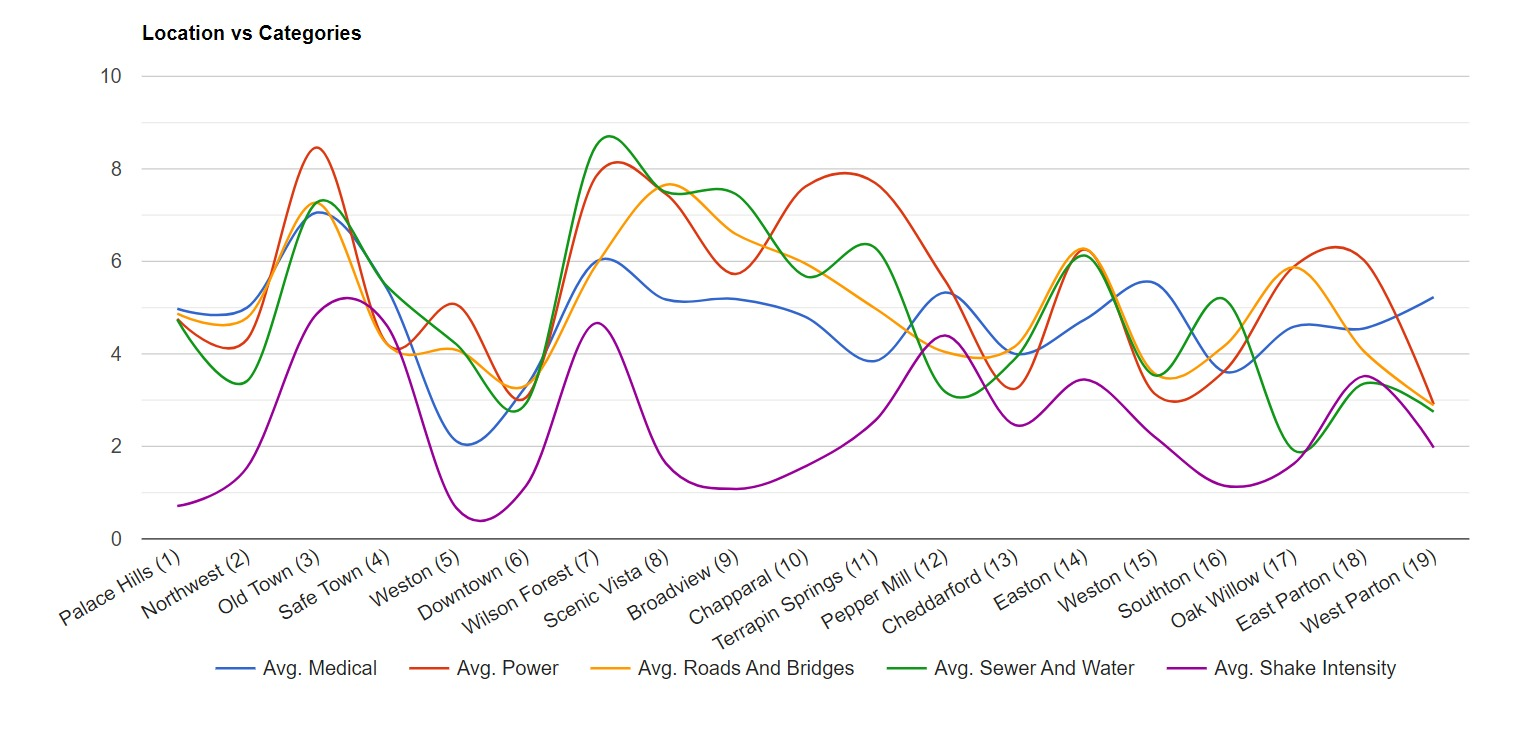 Location vs Categories
10
8
6
4
2
0
Palace Hills (1)
Northwest (2)
Old Town (3)
Safe Town (4)
Weston (5)
Downtown (6)
Wilson Forest (7)
Scenic Vista (8)
Broadview (9)
Chapparal (10)
Terrapin Springs (11)
Pepper Mill (12)
Cheddarford (13)
Easton (14)
Weston (15)
Southton (16)
Oak Willow (17)
East Parton (18)
West Parton (19)
Avg. Medical Avg. Power Avg. Roads And Bridges Avg. Sewer And Water Avg. Shake Intensity